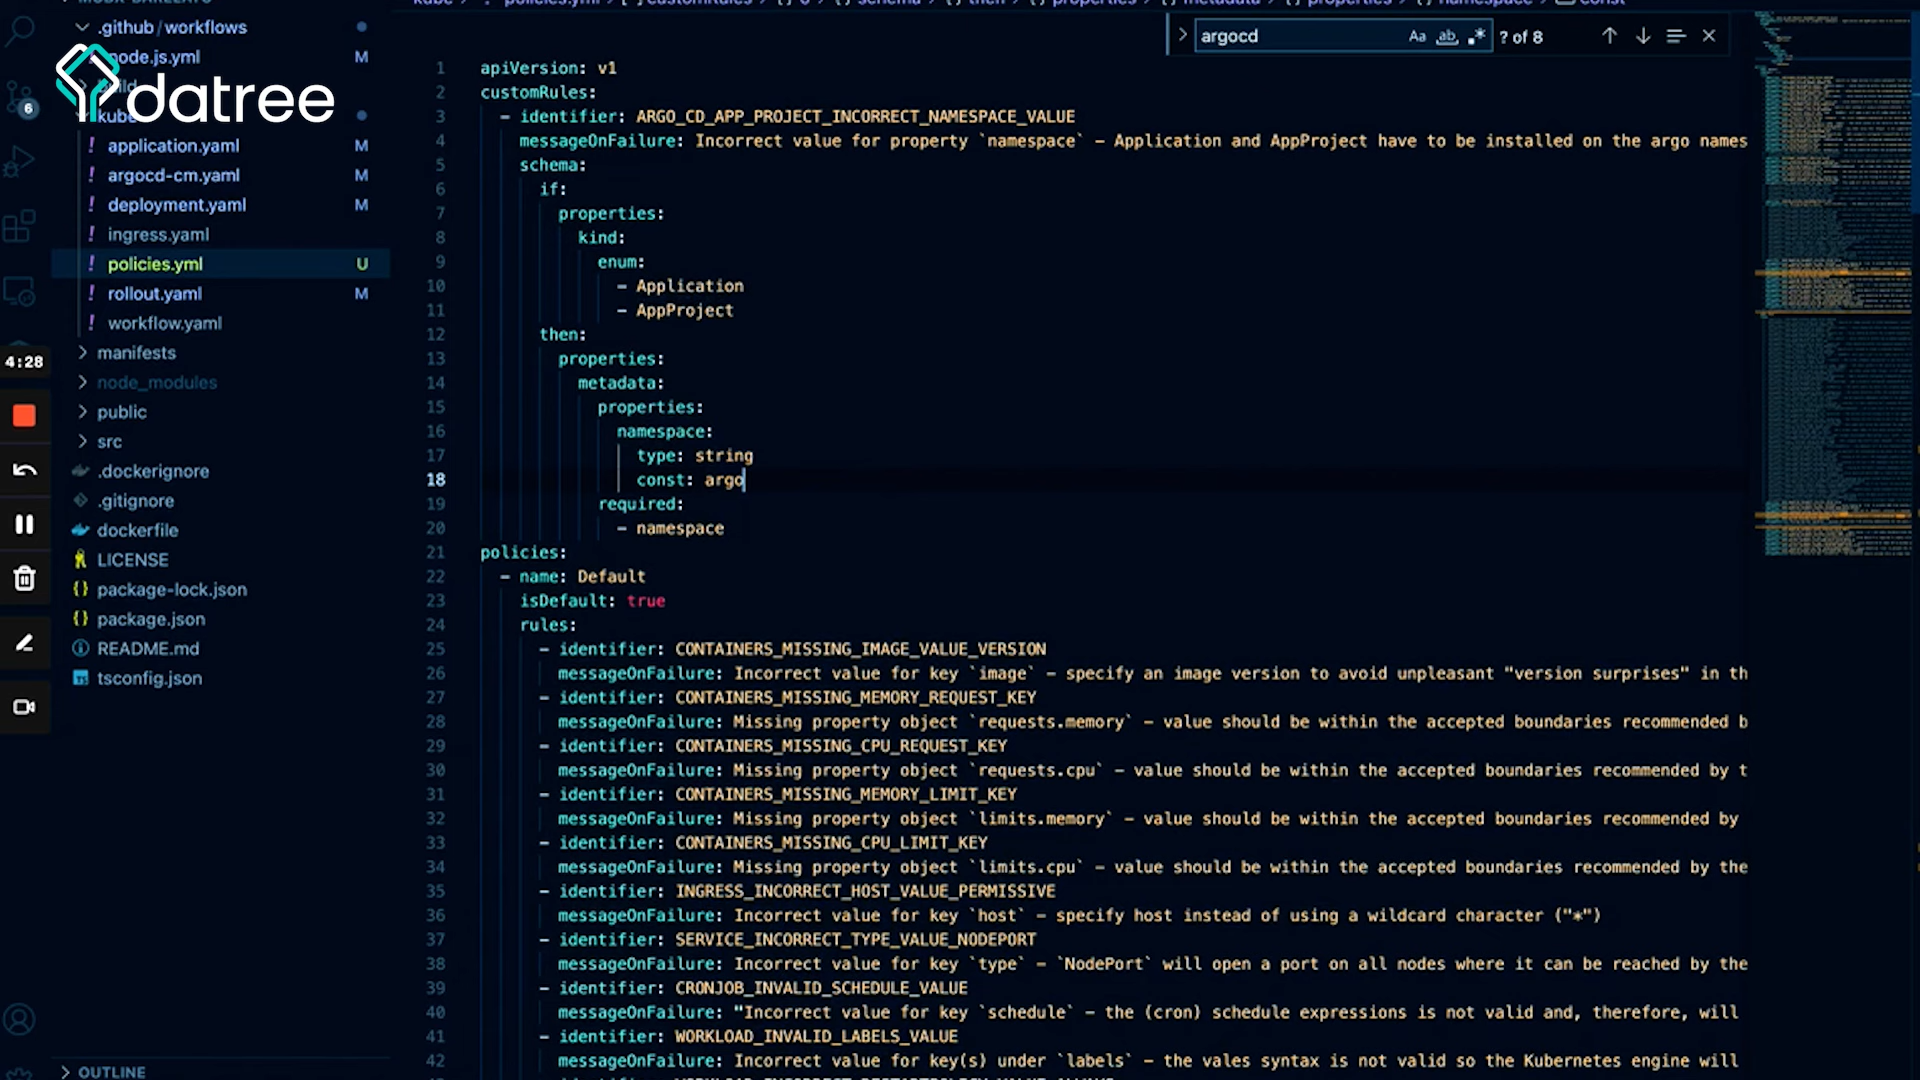 .github/workflows
node.js.yml M
datree
kube
application.yaml M
argocd-cm.yaml M
deployment.yaml M
ingress.yaml
policies.yml U
rollout.yaml M
workflow.yaml
manifests
node_modules
public
src
.dockerignore
.gitignore
dockerfile
LICENSE
package-lock.json
package.json
README.md
tsconfig.json
OUTLINE
6
4:28
argocd Aa ab .* ? of 8
1 apiVersion: v1
2 customRules:
3 - identifier: ARGO_CD_APP_PROJECT_INCORRECT_NAMESPACE_VALUE
4 messageOnFailure: Incorrect value for property `namespace` - Application and AppProject have to be installed on the argo names
5 schema:
6 if:
7 properties:
8 kind:
9 enum:
10 - Application
11 - AppProject
12 then:
13 properties:
14 metadata:
15 properties:
16 namespace:
17 type: string
18 const: argo
19 required:
20 - namespace
21 policies:
22 - name: Default
23 isDefault: true
24 rules:
25 - identifier: CONTAINERS_MISSING_IMAGE_VALUE_VERSION
26 messageOnFailure: Incorrect value for key `image` - specify an image version to avoid unpleasant "version surprises" in th
27 - identifier: CONTAINERS_MISSING_MEMORY_REQUEST_KEY
28 messageOnFailure: Missing property object `requests.memory` - value should be within the accepted boundaries recommended b
29 - identifier: CONTAINERS_MISSING_CPU_REQUEST_KEY
30 messageOnFailure: Missing property object `requests.cpu` - value should be within the accepted boundaries recommended by t
31 - identifier: CONTAINERS_MISSING_MEMORY_LIMIT_KEY
32 messageOnFailure: Missing property object `limits.memory` - value should be within the accepted boundaries recommended by
33 - identifier: CONTAINERS_MISSING_CPU_LIMIT_KEY
34 messageOnFailure: Missing property object `limits.cpu` - value should be within the accepted boundaries recommended by the
35 - identifier: INGRESS_INCORRECT_HOST_VALUE_PERMISSIVE
36 messageOnFailure: Incorrect value for key `host` - specify host instead of using a wildcard character ("*")
37 - identifier: SERVICE_INCORRECT_TYPE_VALUE_NODEPORT
38 messageOnFailure: Incorrect value for key `type` - `NodePort` will open a port on all nodes where it can be reached by the
39 - identifier: CRONJOB_INVALID_SCHEDULE_VALUE
40 messageOnFailure: "Incorrect value for key `schedule` - the (cron) schedule expressions is not valid and, therefore, will
41 - identifier: WORKLOAD_INVALID_LABELS_VALUE
42 messageOnFailure: Incorrect value for key(s) under `labels` - the vales syntax is not valid so the Kubernetes engine will